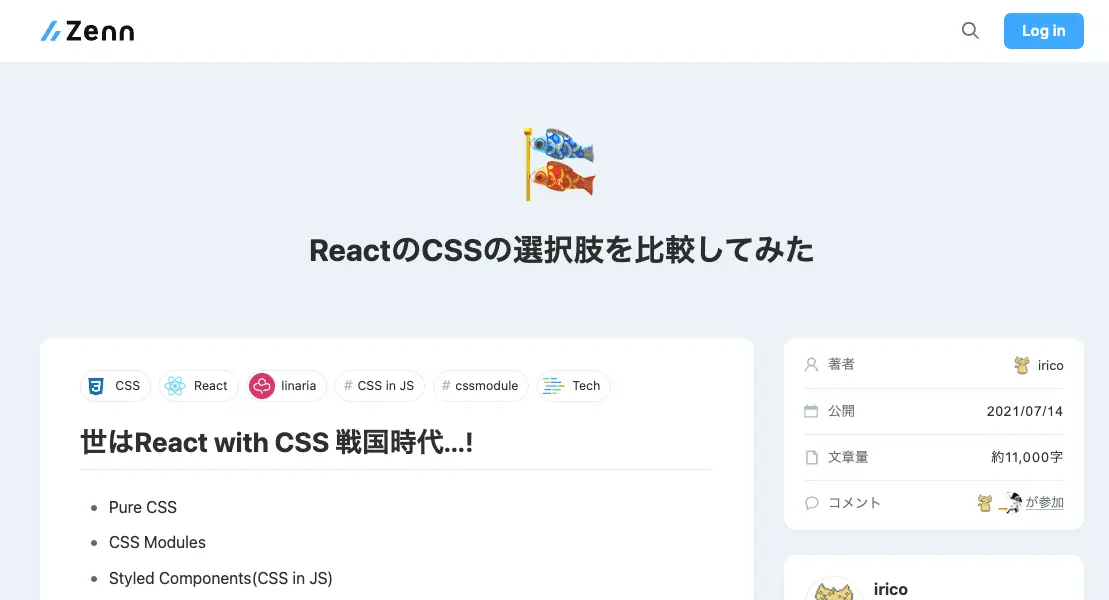 Zenn
Log in
ReactのCSSの選択肢を比較してみた
CSS
React
linaria
# CSS in JS
# cssmodule
Tech
世はReact with CSS 戦国時代...!
Pure CSS
CSS Modules
Styled Components(CSS in JS)
著者 irico
公開 2021/07/14
文章量 約11,000字
コメント が参加
irico